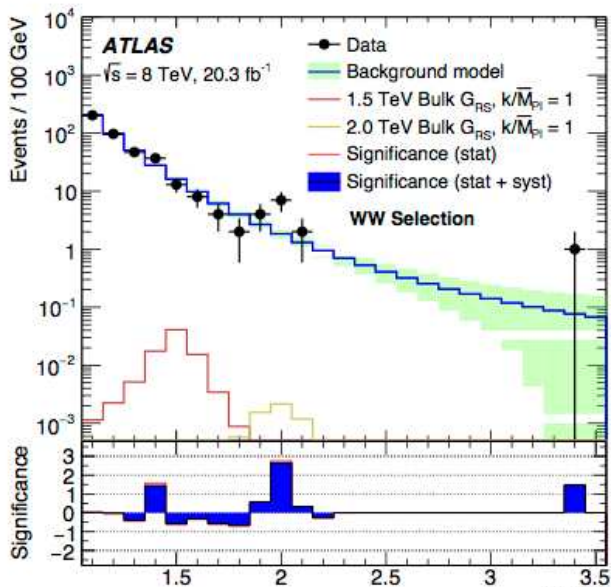 Events / 100 GeV
10⁴
10³
10²
10
1
10⁻¹
10⁻²
10⁻³
ATLAS
√s = 8 TeV, 20.3 fb⁻¹
Data
Background model
1.5 TeV Bulk G_RS, k/M̅_Pl = 1
2.0 TeV Bulk G_RS, k/M̅_Pl = 1
Significance (stat)
Significance (stat + syst)
WW Selection
Significance
3
2
1
0
-1
-2
1.5 2 2.5 3 3.5